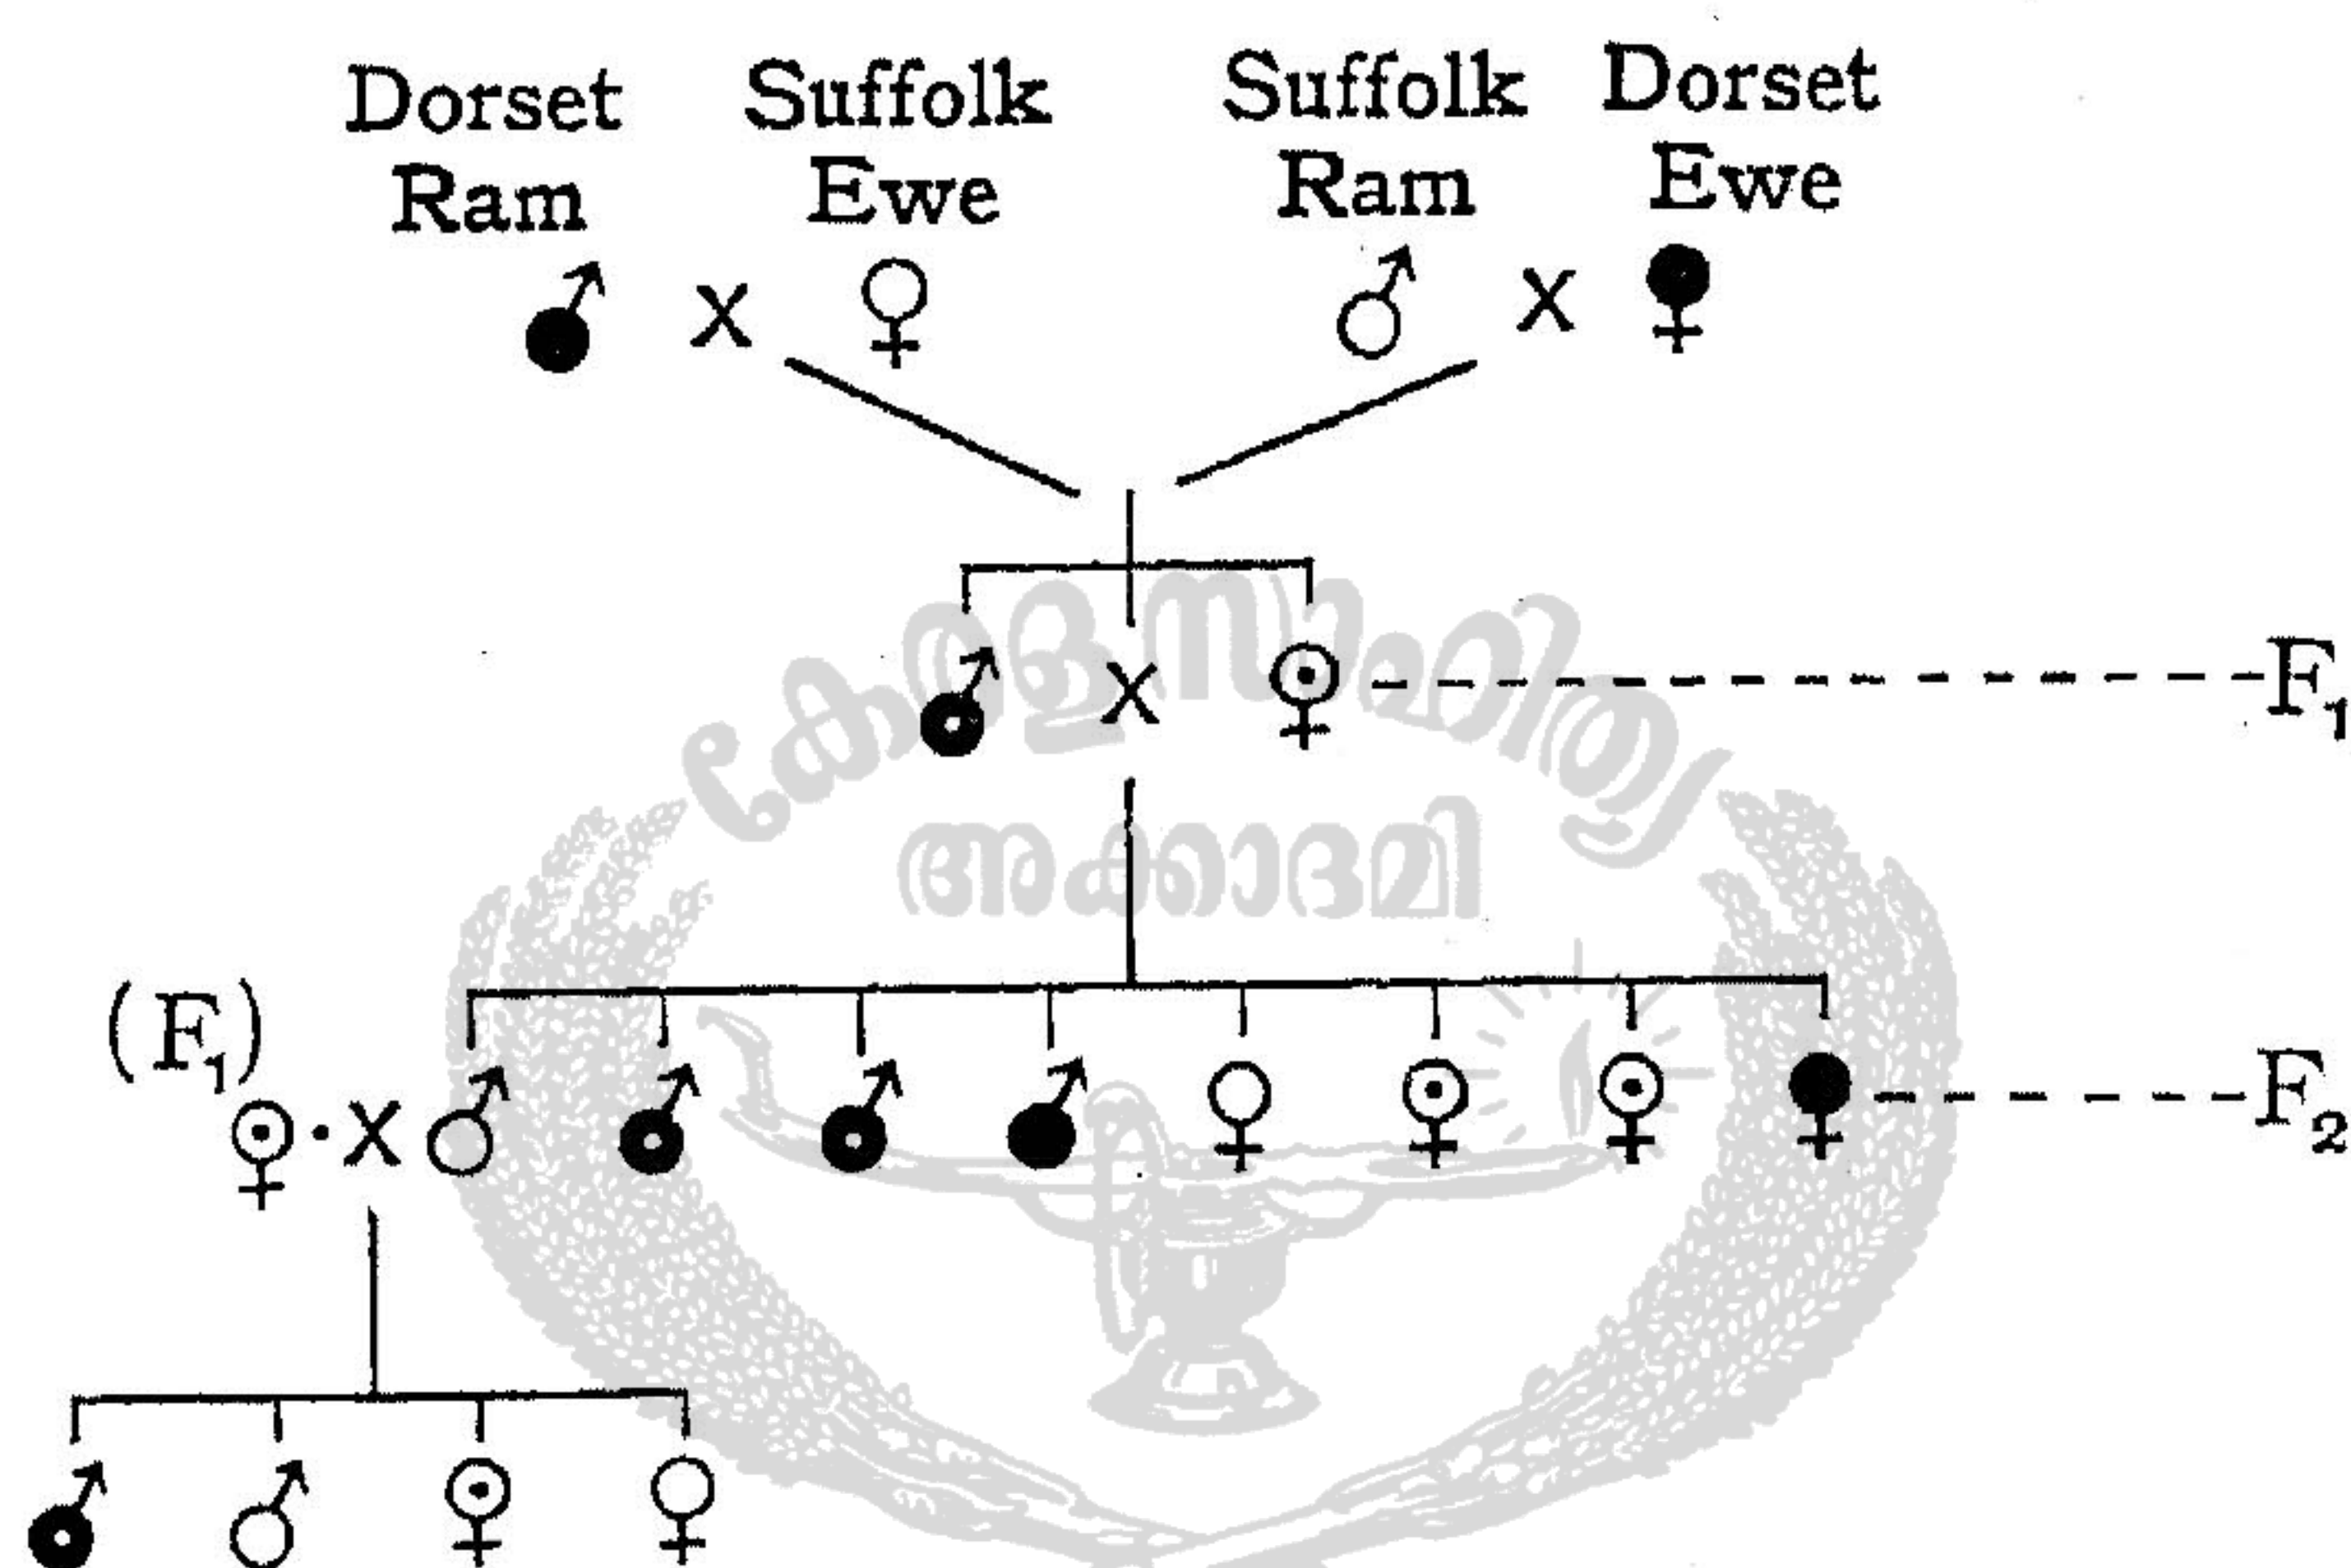 Dorset Suffolk Suffolk Dorset
Ram Ewe Ram Ewe
♂ X ♀ ♂ X ♀
♂ X ♀ F₁
കേരളസാഹിത്യ
അക്കാദമി
(F₁)
♀ · X ♂ ♂ ♂ ♂ ♀ ♀ ♀ ♀ F₂
♂ ♂ ♀ ♀